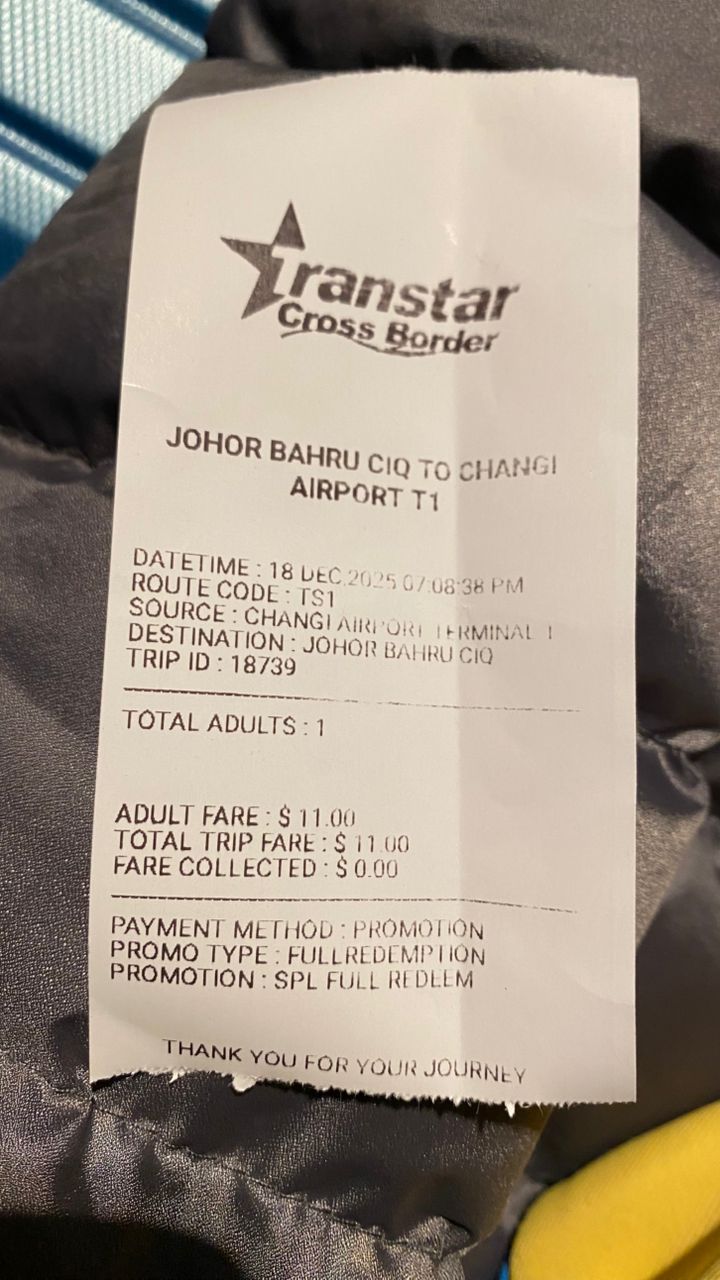 Transtar
Cross Border
JOHOR BAHRU CIQ TO CHANGI
AIRPORT T1
DATETIME : 18 DEC 2025 07:08:38 PM
ROUTE CODE : TS1
SOURCE : CHANGI AIRPORT TERMINAL 1
DESTINATION : JOHOR BAHRU CIQ
TRIP ID : 18739
TOTAL ADULTS : 1
ADULT FARE : $ 11.00
TOTAL TRIP FARE : $ 11.00
FARE COLLECTED : $ 0.00
PAYMENT METHOD : PROMOTION
PROMO TYPE : FULLREDEMPTION
PROMOTION : SPL FULL REDEEM
THANK YOU FOR YOUR JOURNEY